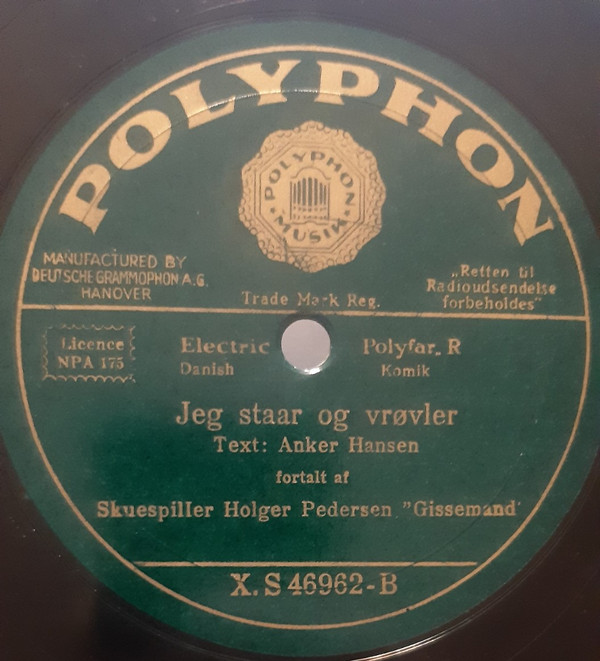 POLYPHON
POLYPHON
MUSIK
MANUFACTURED BY
DEUTSCHE GRAMMOPHON A.G.
HANOVER
Trade Mark Reg.
„Retten til
Radioudsendelse
forbeholdes"
Licence
NPA 175
Electric Polyfar. R
Danish Komik
Jeg staar og vrøvler
Text: Anker Hansen
fortalt af
Skuespiller Holger Pedersen "Gissemand'
X.S 46962-B